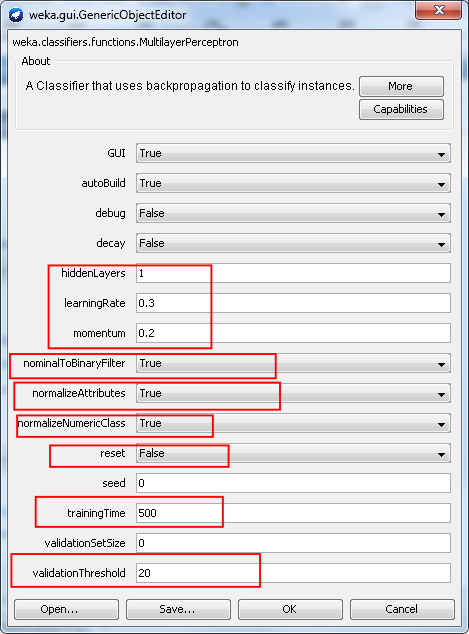 weka.gui.GenericObjectEditor
weka.classifiers.functions.MultilayerPerceptron
About
A Classifier that uses backpropagation to classify instances.
More
Capabilities
GUI True
autoBuild True
debug False
decay False
hiddenLayers 1
learningRate 0.3
momentum 0.2
nominalToBinaryFilter True
normalizeAttributes True
normalizeNumericClass True
reset False
seed 0
trainingTime 500
validationSetSize 0
validationThreshold 20
Open... Save... OK Cancel